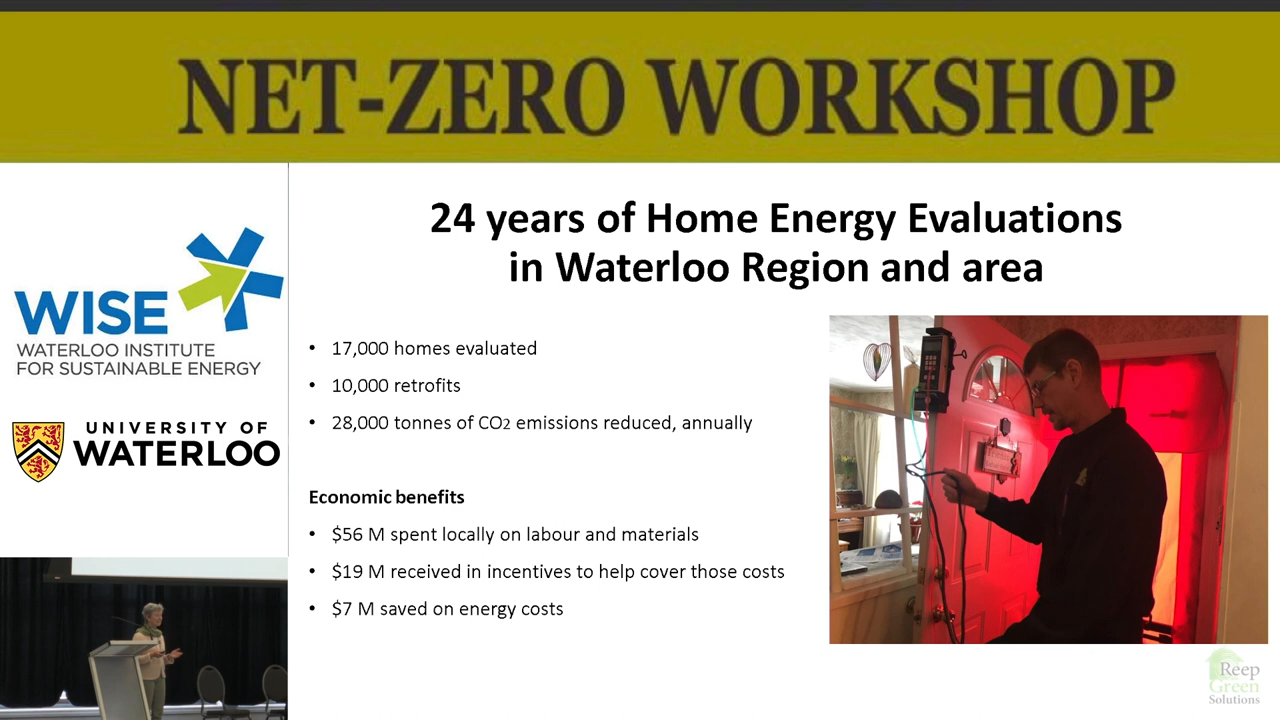 NET-ZERO WORKSHOP
WISE
WATERLOO INSTITUTE
FOR SUSTAINABLE ENERGY
UNIVERSITY OF
WATERLOO
24 years of Home Energy Evaluations
in Waterloo Region and area
• 17,000 homes evaluated
• 10,000 retrofits
• 28,000 tonnes of CO2 emissions reduced, annually
Economic benefits
• $56 M spent locally on labour and materials
• $19 M received in incentives to help cover those costs
• $7 M saved on energy costs
Reep
Green
Solutions